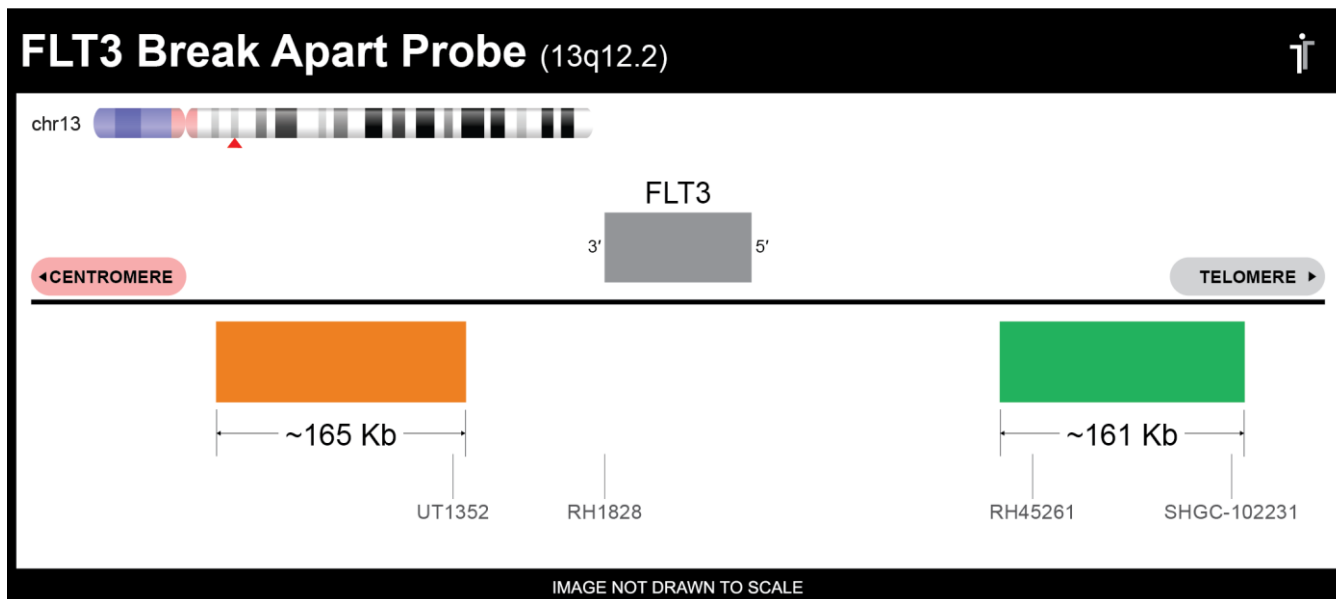 FLT3 Break Apart Probe (13q12.2)
chr13
FLT3
3′ 5′
◂CENTROMERE TELOMERE ▸
~165 Kb ~161 Kb
UT1352 RH1828 RH45261 SHGC-102231
IMAGE NOT DRAWN TO SCALE